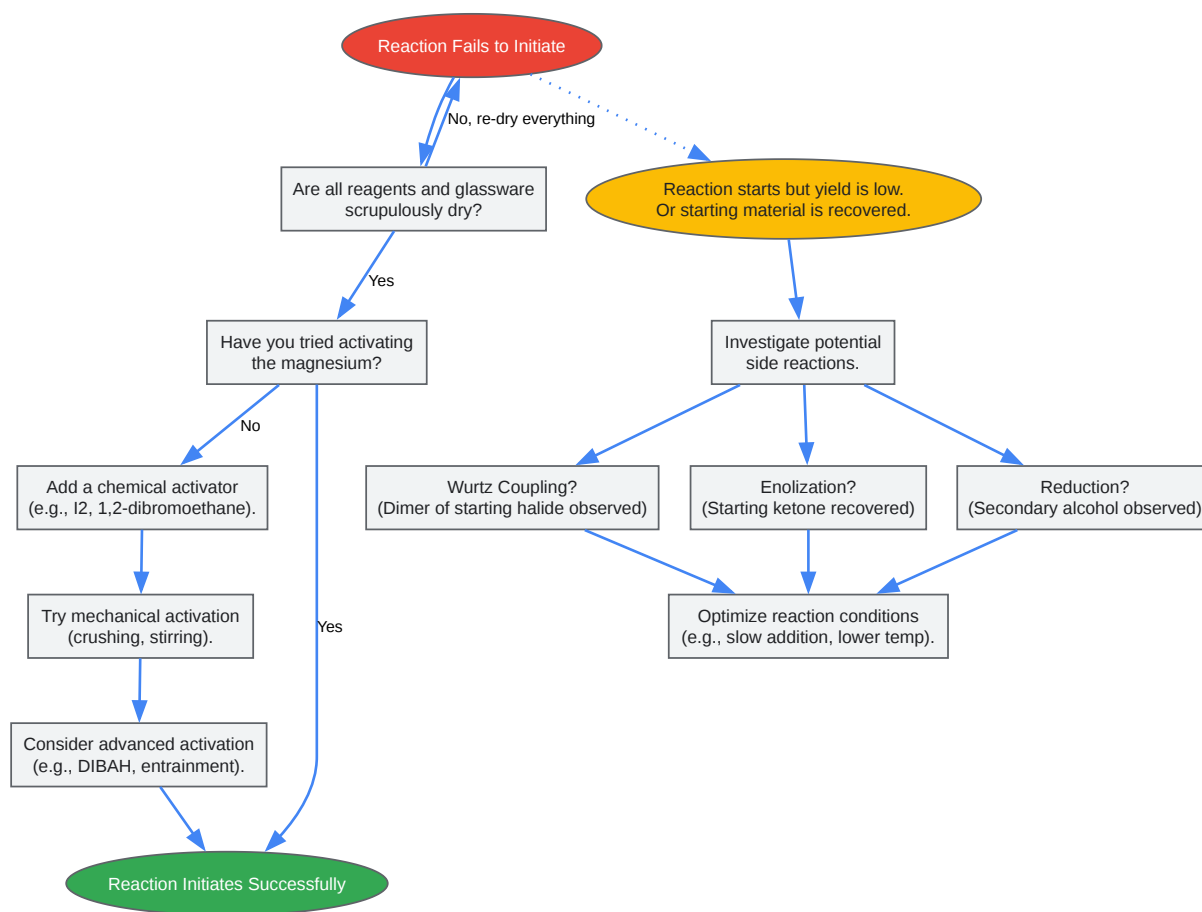 Reaction Fails to Initiate
No, re-dry everything
Are all reagents and glassware
scrupulously dry?
Reaction starts but yield is low.
Or starting material is recovered.
Yes
Have you tried activating
the magnesium?
Investigate potential
side reactions.
No
Add a chemical activator
(e.g., I2, 1,2-dibromoethane).
Wurtz Coupling?
(Dimer of starting halide observed)
Enolization?
(Starting ketone recovered)
Reduction?
(Secondary alcohol observed)
Try mechanical activation
(crushing, stirring).
Yes
Optimize reaction conditions
(e.g., slow addition, lower temp).
Consider advanced activation
(e.g., DIBAH, entrainment).
Reaction Initiates Successfully